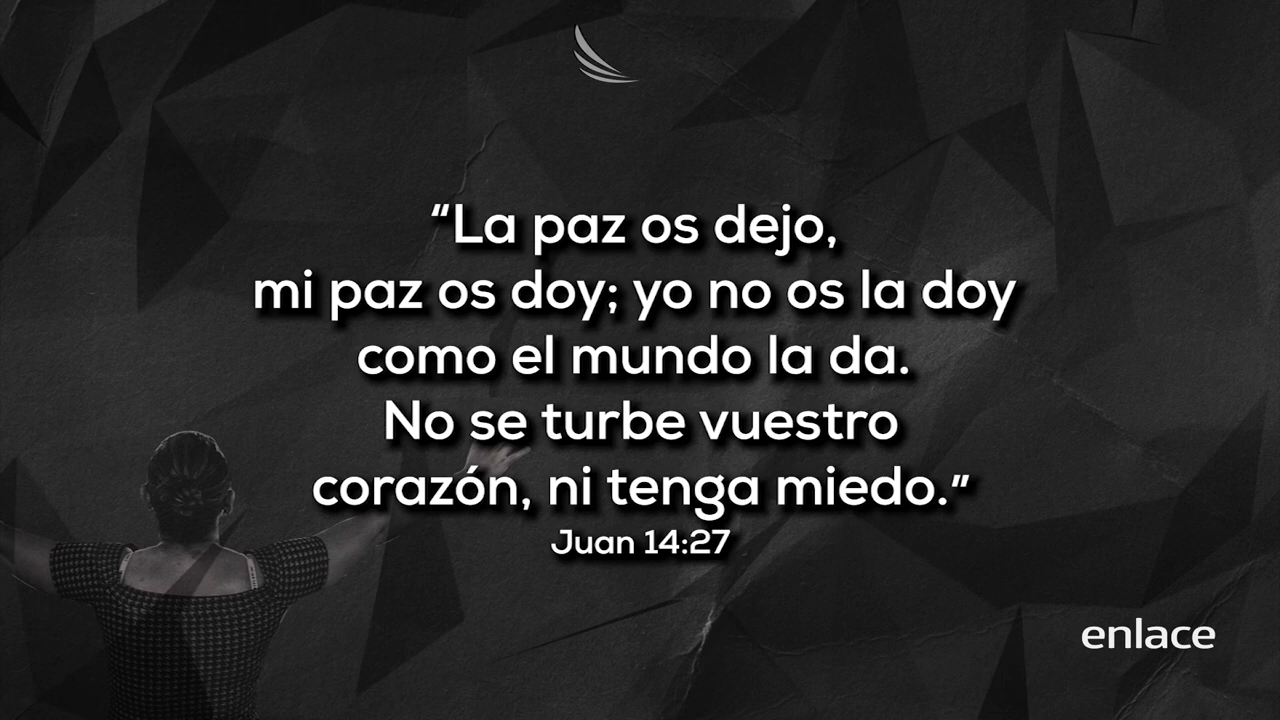 “La paz os dejo,
mi paz os doy; yo no os la doy
como el mundo la da.
No se turbe vuestro
corazón, ni tenga miedo.”
Juan 14:27
enlace